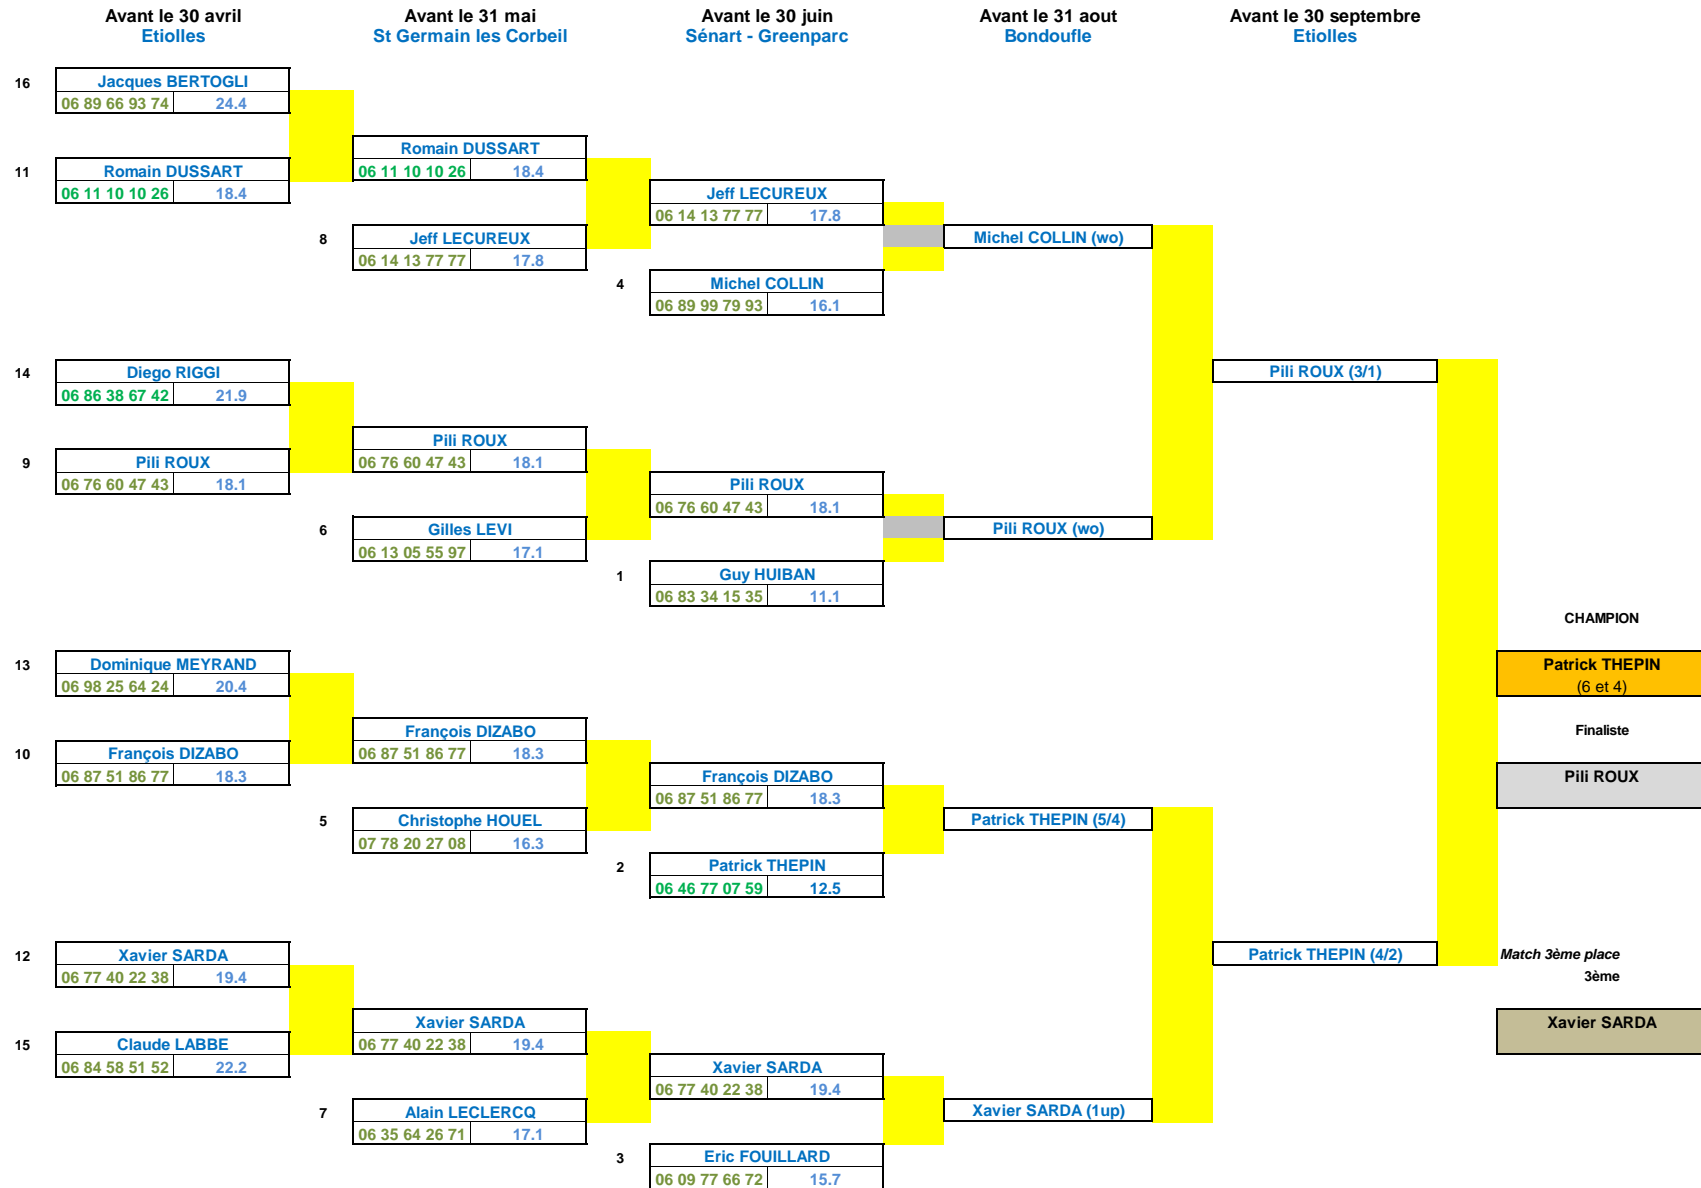 Avant le 30 avril
Etiolles
Avant le 31 mai
St Germain les Corbeil
Avant le 30 juin
Sénart - Greenparc
Avant le 31 aout
Bondoufle
Avant le 30 septembre
Etiolles
16
Jacques BERTOGLI
06 89 66 93 74 24.4
11
Romain DUSSART
06 11 10 10 26 18.4
Romain DUSSART
06 11 10 10 26 18.4
8
Jeff LECUREUX
06 14 13 77 77 17.8
Jeff LECUREUX
06 14 13 77 77 17.8
4
Michel COLLIN
06 89 99 79 93 16.1
Michel COLLIN (wo)
14
Diego RIGGI
06 86 38 67 42 21.9
9
Pili ROUX
06 76 60 47 43 18.1
Pili ROUX
06 76 60 47 43 18.1
6
Gilles LEVI
06 13 05 55 97 17.1
Pili ROUX
06 76 60 47 43 18.1
1
Guy HUIBAN
06 83 34 15 35 11.1
Pili ROUX (wo)
Pili ROUX (3/1)
13
Dominique MEYRAND
06 98 25 64 24 20.4
10
François DIZABO
06 87 51 86 77 18.3
François DIZABO
06 87 51 86 77 18.3
5
Christophe HOUEL
07 78 20 27 08 16.3
François DIZABO
06 87 51 86 77 18.3
2
Patrick THEPIN
06 46 77 07 59 12.5
Patrick THEPIN (5/4)
12
Xavier SARDA
06 77 40 22 38 19.4
15
Claude LABBE
06 84 58 51 52 22.2
Xavier SARDA
06 77 40 22 38 19.4
7
Alain LECLERCQ
06 35 64 26 71 17.1
Xavier SARDA
06 77 40 22 38 19.4
3
Eric FOUILLARD
06 09 77 66 72 15.7
Xavier SARDA (1up)
Patrick THEPIN (4/2)
CHAMPION
Patrick THEPIN
(6 et 4)
Finaliste
Pili ROUX
Match 3ème place
3ème
Xavier SARDA